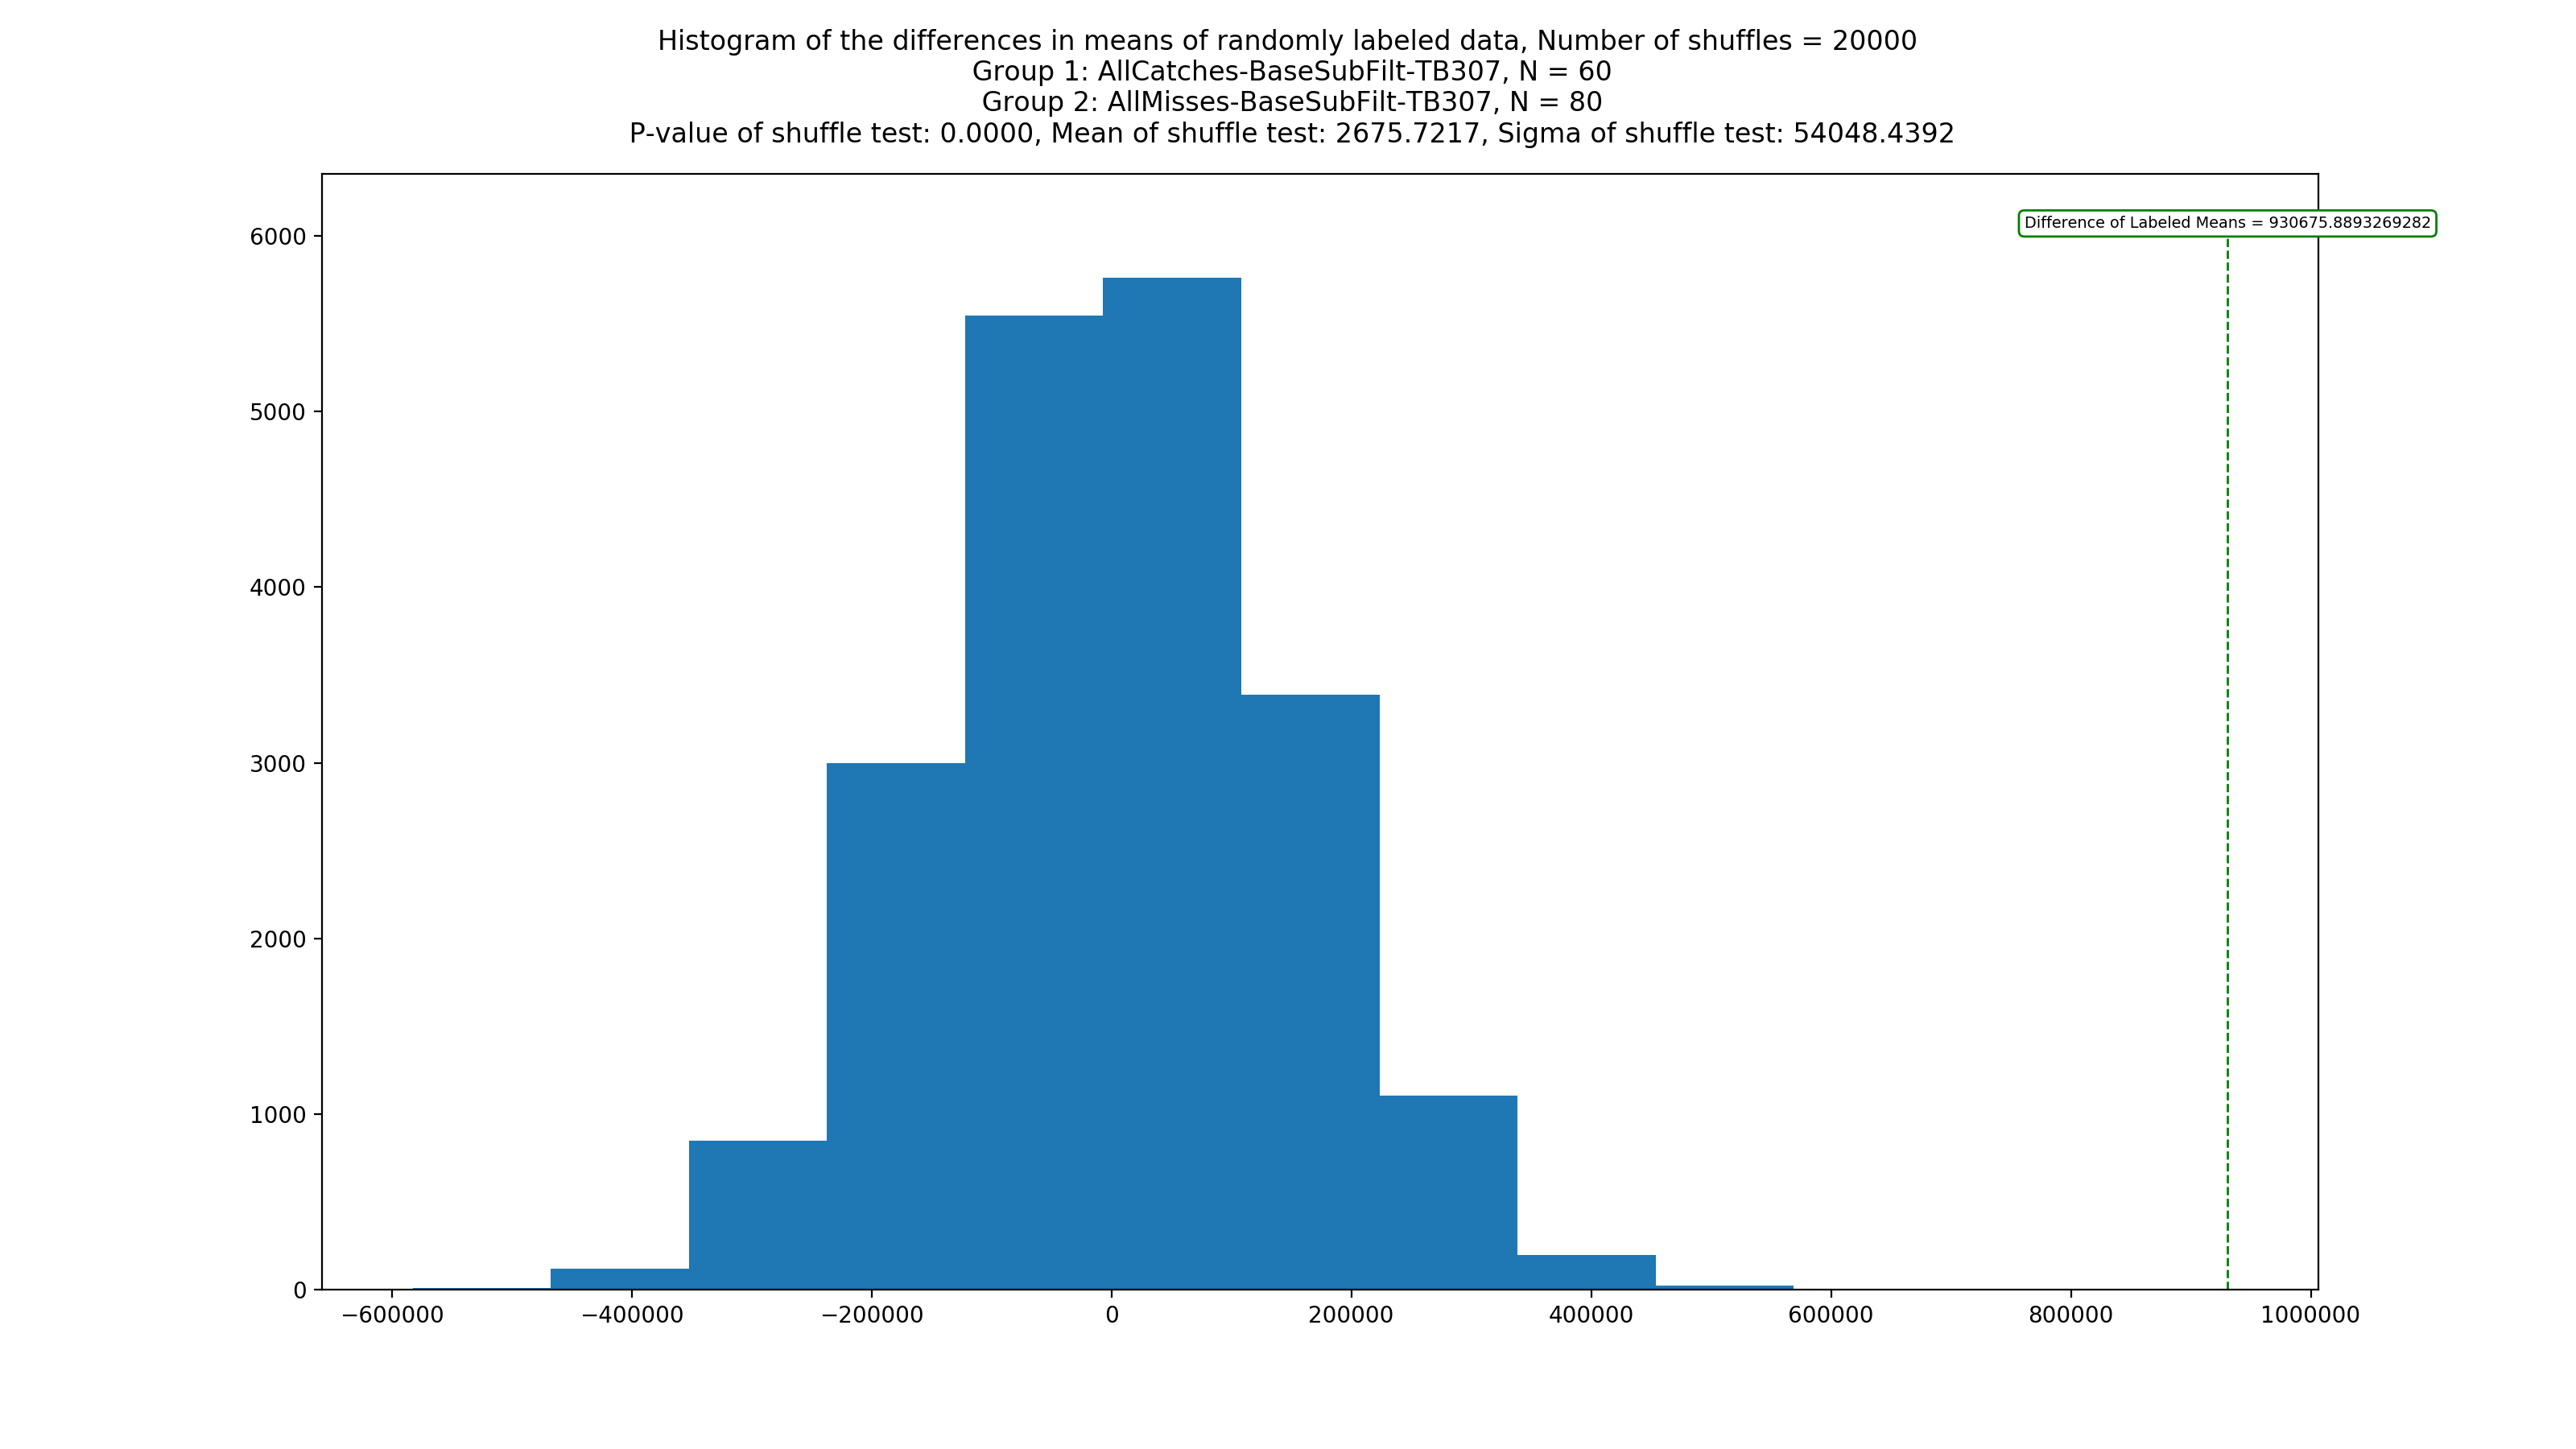 Histogram of the differences in means of randomly labeled data, Number of shuffles = 20000
Group 1: AllCatches-BaseSubFilt-TB307, N = 60
Group 2: AllMisses-BaseSubFilt-TB307, N = 80
P-value of shuffle test: 0.0000, Mean of shuffle test: 2675.7217, Sigma of shuffle test: 54048.4392
Difference of Labeled Means = 930675.8893269282
6000
5000
4000
3000
2000
1000
0
−600000 −400000 −200000 0 200000 400000 600000 800000 1000000